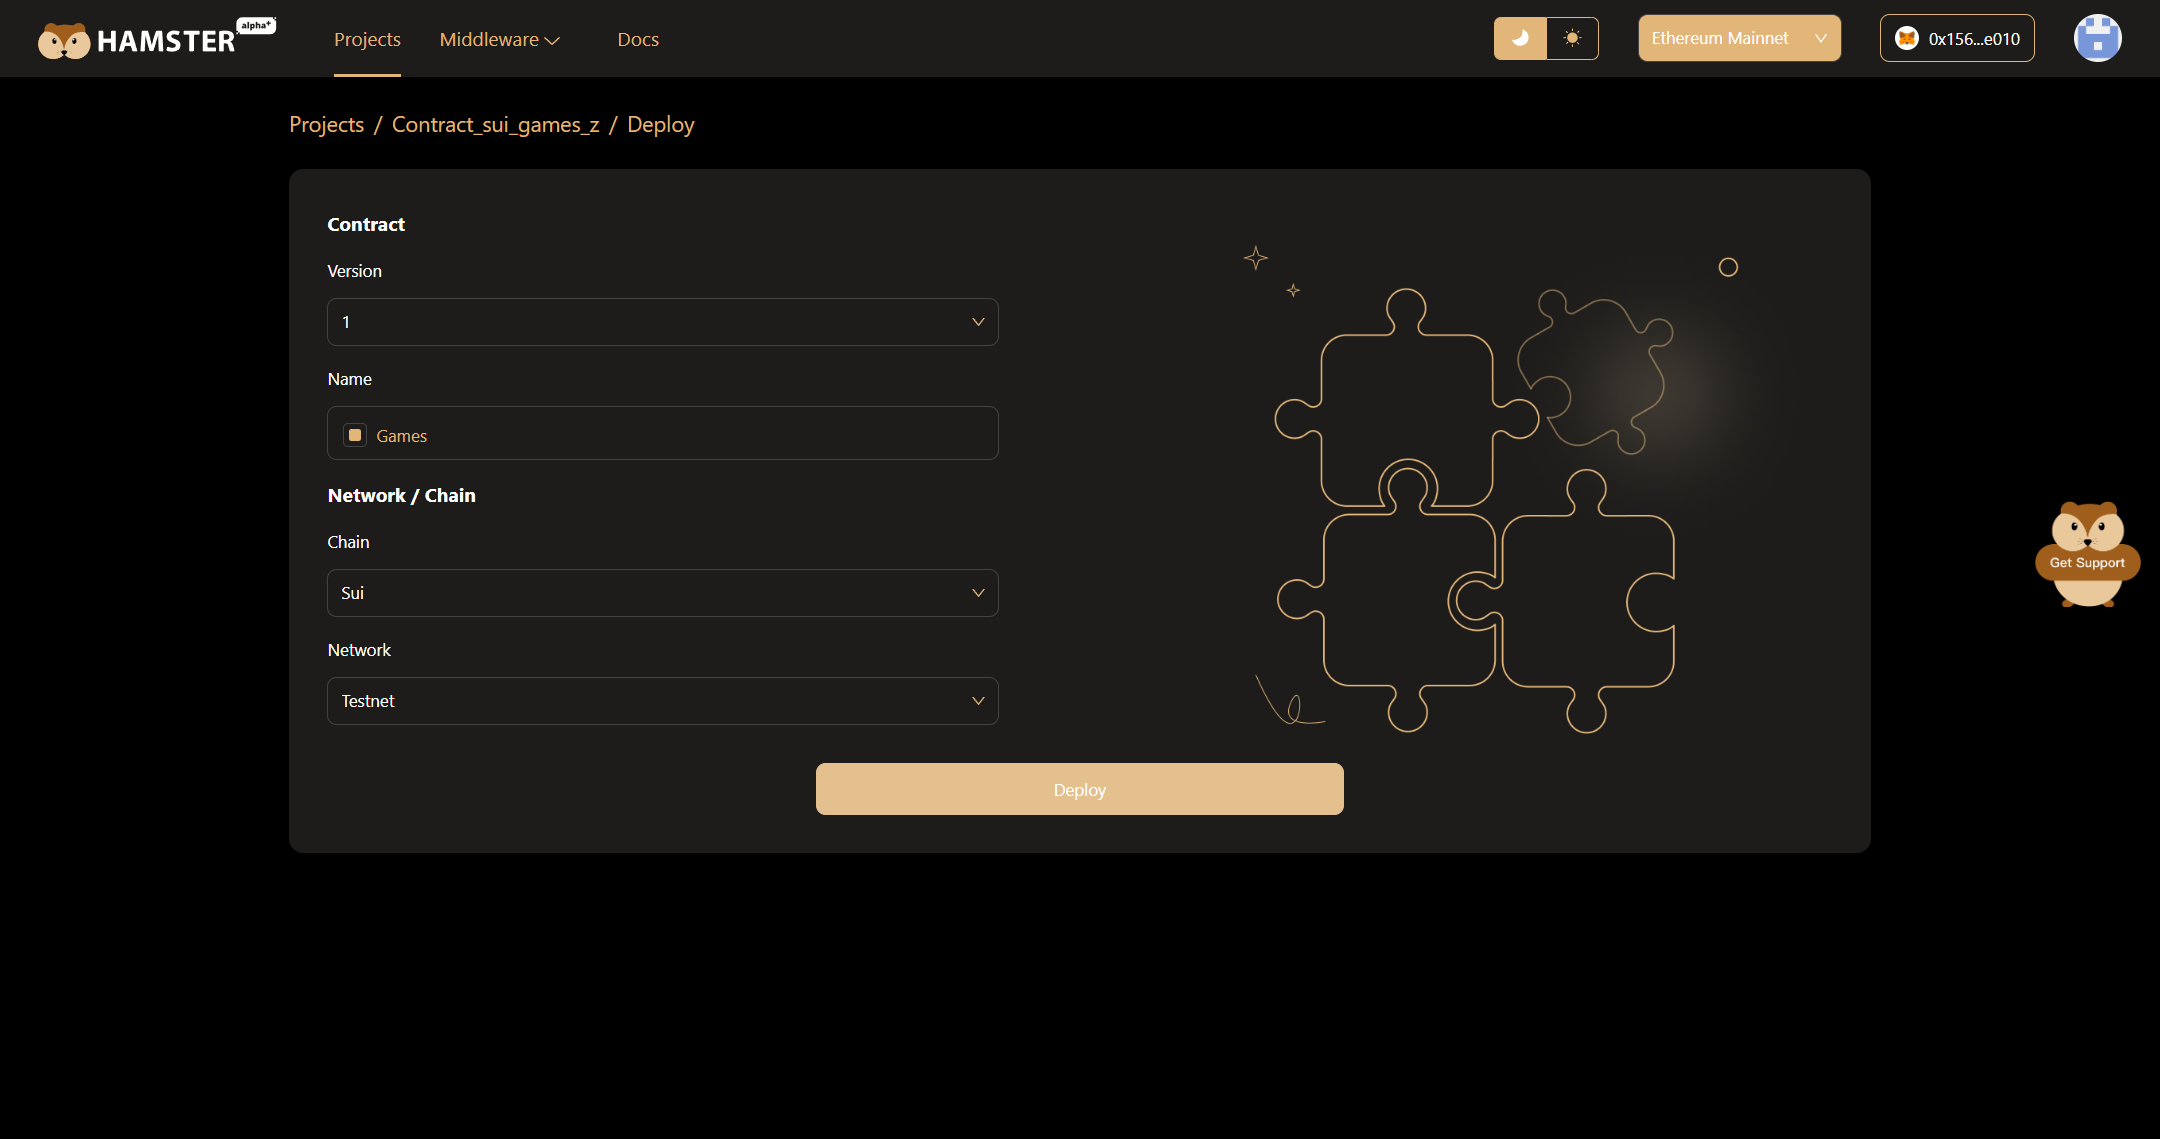 HAMSTER alpha+ Projects Middleware Docs Ethereum Mainnet 0x156...e010
Projects / Contract_sui_games_z / Deploy
Contract
Version
1
Name
Games
Network / Chain
Chain
Sui
Get Support
Network
Testnet
Deploy